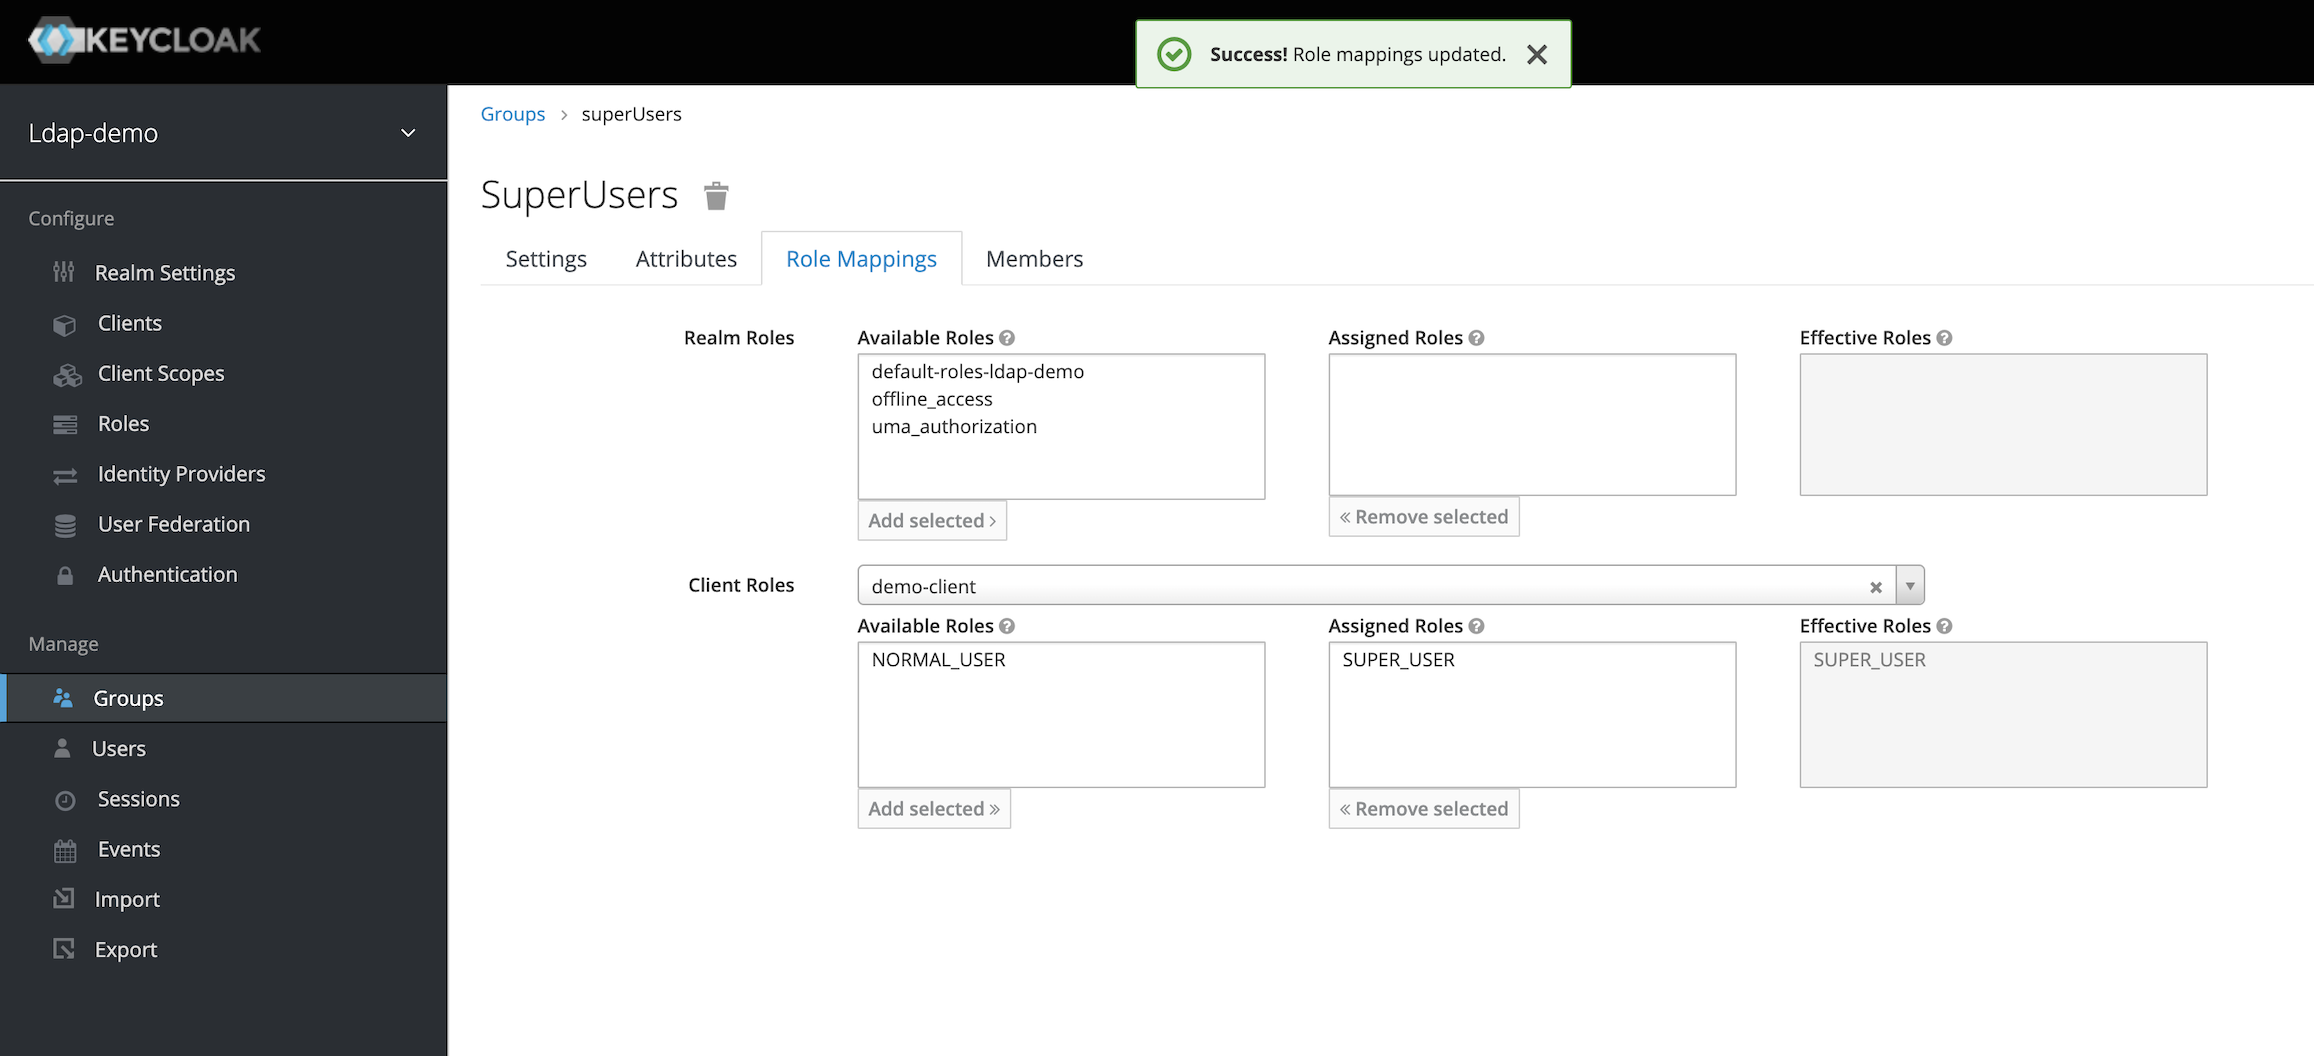 KEYCLOAK
Success! Role mappings updated.
Ldap-demo
Configure
Realm Settings
Clients
Client Scopes
Roles
Identity Providers
User Federation
Authentication
Manage
Groups
Users
Sessions
Events
Import
Export
Groups > superUsers
SuperUsers
Settings Attributes Role Mappings Members
Realm Roles Available Roles Assigned Roles Effective Roles
default-roles-ldap-demo
offline_access
uma_authorization
Add selected > « Remove selected
Client Roles demo-client
Available Roles Assigned Roles Effective Roles
NORMAL_USER SUPER_USER SUPER_USER
Add selected » « Remove selected